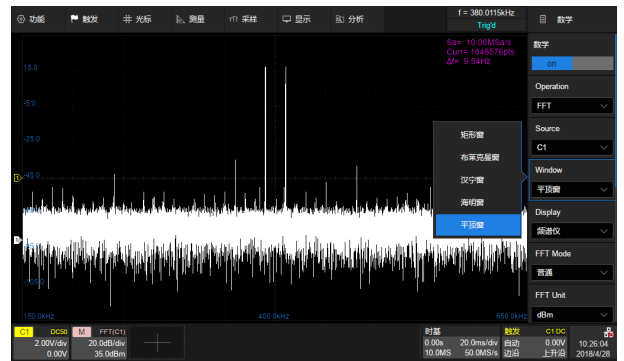 功能 触发 光标 测量 采样 显示 分析 f = 380.0115kHz 数学
Trig'd
Sa= 10.00MSa/s
Curr= 1048576pts
Δf= 9.54Hz
数学
on
Operation
FFT
Source
C1
Window
平顶窗
Display
频谱仪
FFT Mode
普通
FFT Unit
dBm
矩形窗
布莱克曼窗
汉宁窗
海明窗
平顶窗
15.0
-5.0
-25.0
-45.0
-105.0
150.0kHz 400.0kHz 650.0kHz
C1 DC50 M FFT(C1) 时基 触发 C1 DC
2.00V/div 20.0dB/div 0.00s 20.0ms/div 自动 0.00V 10:26:04
0.00V 35.0dBm 10.0MS 50.0MS/s 边沿 上升沿 2018/4/28